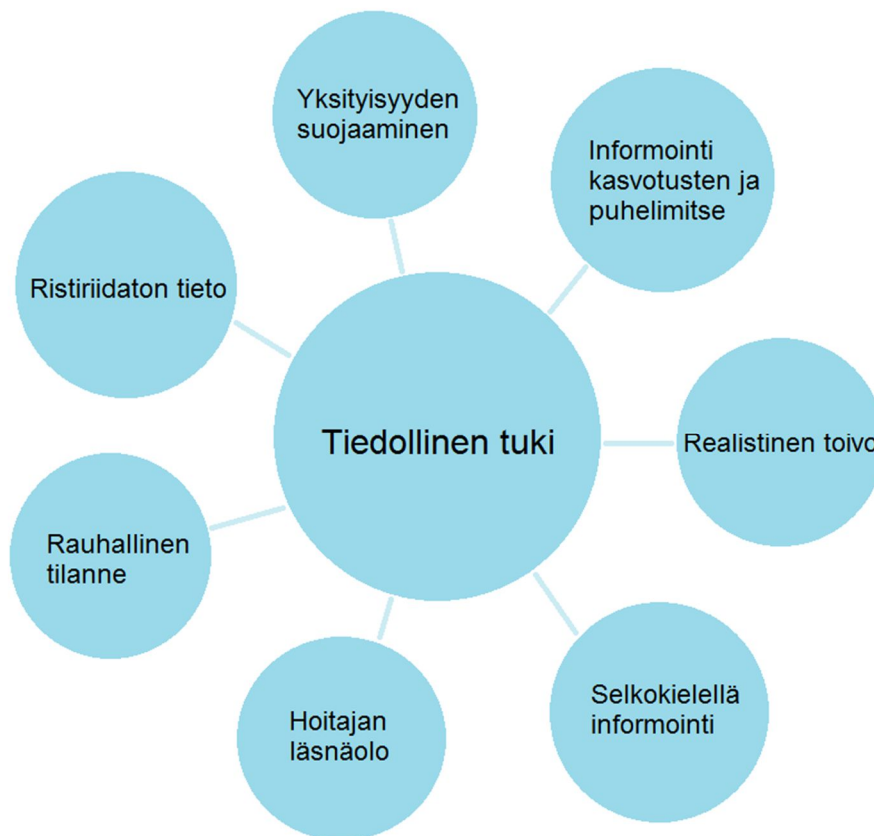 Yksityisyyden
suojaaminen
Informointi
kasvotusten ja
puhelimitse
Ristiriidaton tieto
Tiedollinen tuki
Realistinen toivo
Rauhallinen
tilanne
Hoitajan
läsnäolo
Selkokielellä
informointi